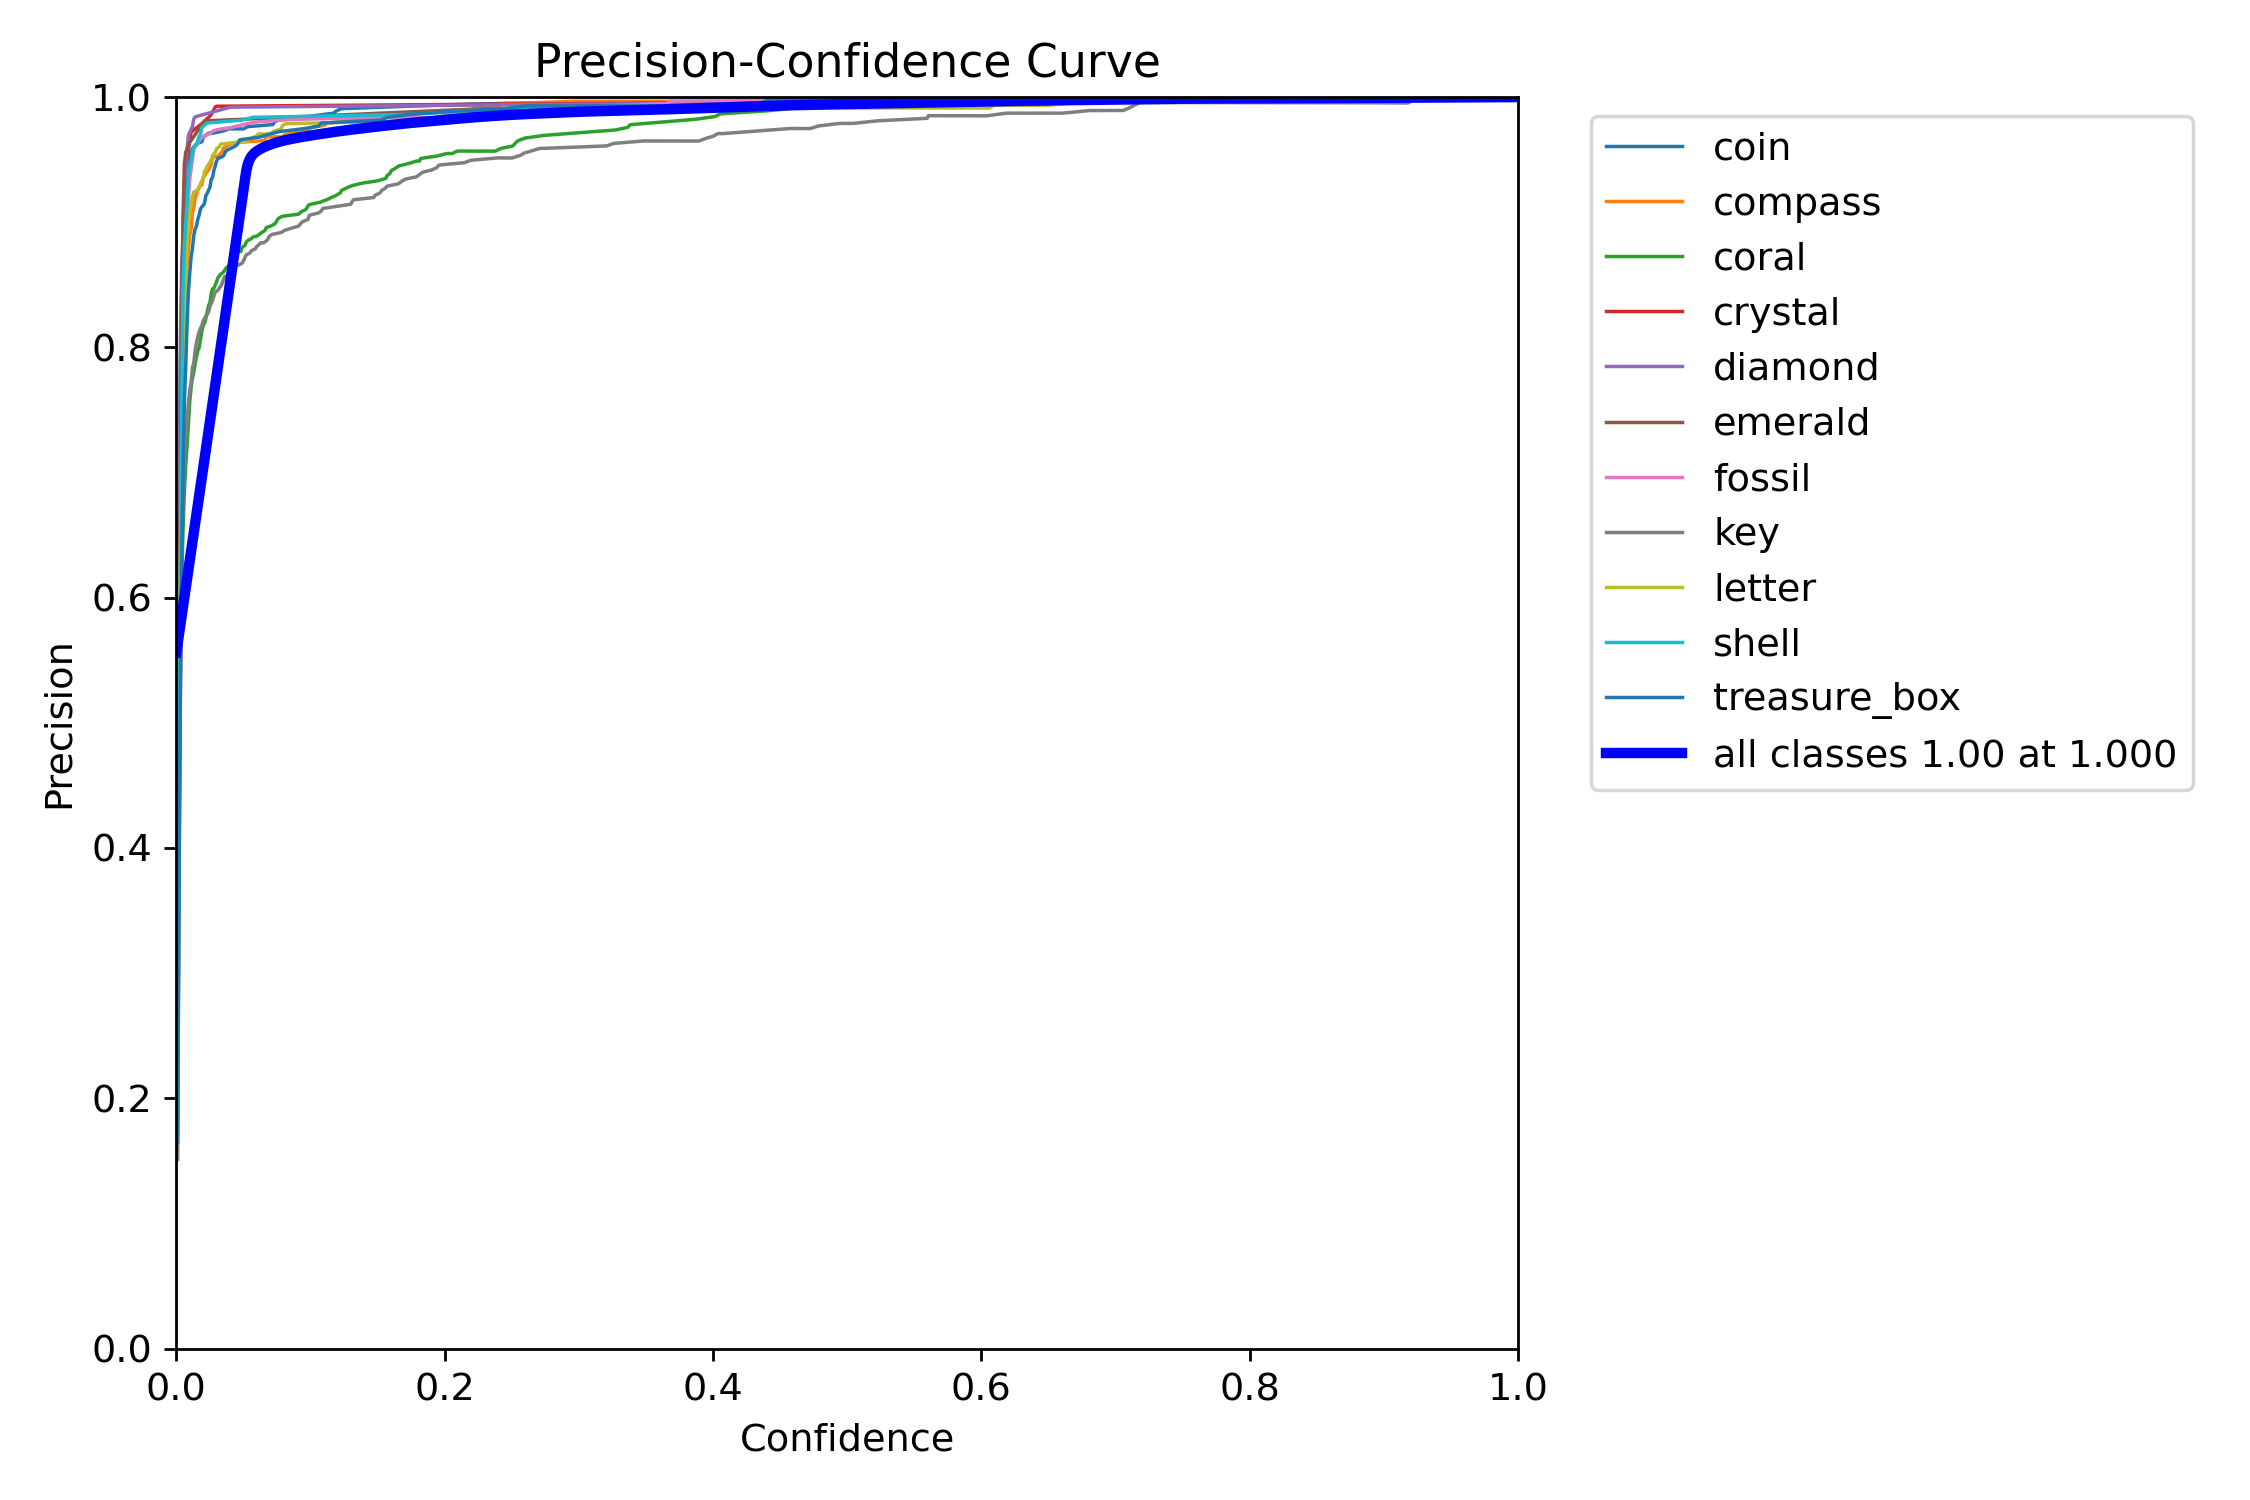 Precision-Confidence Curve
1.0
0.8
0.6
0.4
0.2
0.0
Precision
0.0 0.2 0.4 0.6 0.8 1.0
Confidence
coin
compass
coral
crystal
diamond
emerald
fossil
key
letter
shell
treasure_box
all classes 1.00 at 1.000